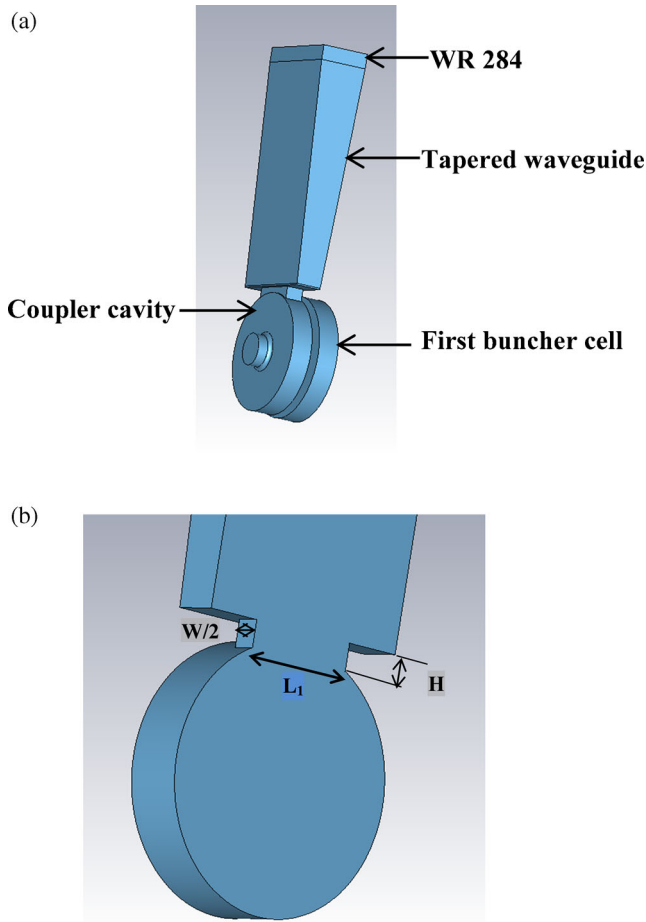 (a)
WR 284
Tapered waveguide
Coupler cavity
First buncher cell
(b)
W/2
L₁
H